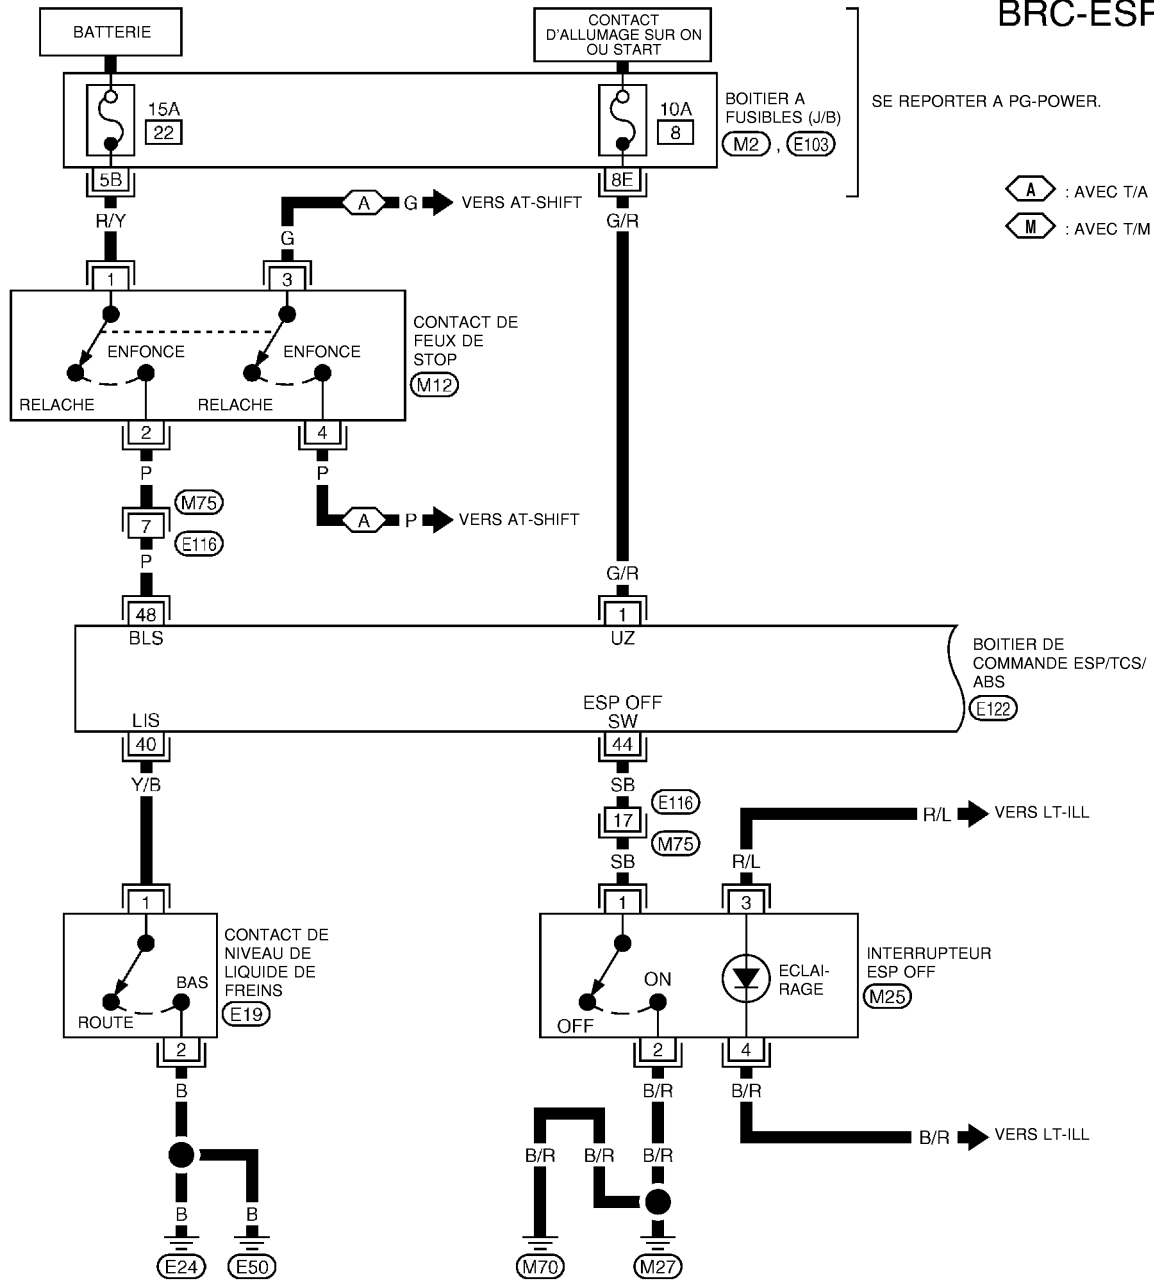 BRC-ESP
BATTERIE
CONTACT
D'ALLUMAGE SUR ON
OU START
15A
22
10A
8
BOITIER A
FUSIBLES (J/B)
M2 , E103
SE REPORTER A PG-POWER.
5B
8E
A : AVEC T/A
M : AVEC T/M
R/Y
A G VERS AT-SHIFT
G
G/R
1
3
CONTACT DE
FEUX DE
STOP
M12
ENFONCE
ENFONCE
RELACHE
RELACHE
2
4
P
P
M75
7
E116
A P VERS AT-SHIFT
P
G/R
48
1
BLS
UZ
BOITIER DE
COMMANDE ESP/TCS/
ABS
E122
LIS
ESP OFF
SW
40
44
Y/B
SB
E116
17
M75
SB
R/L VERS LT-ILL
R/L
1
1
3
CONTACT DE
NIVEAU DE
LIQUIDE DE
FREINS
E19
BAS
ROUTE
ON
OFF
ECLAI-
RAGE
INTERRUPTEUR
ESP OFF
M25
2
2
4
B
B/R
B/R
B/R VERS LT-ILL
B/R
B/R
B/R
B
B
E24
E50
M70
M27